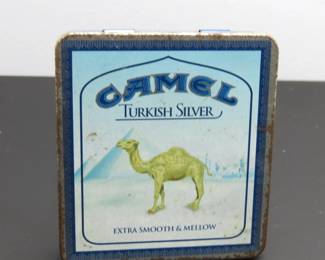 CAMEL
TURKISH SILVER
EXTRA SMOOTH & MELLOW